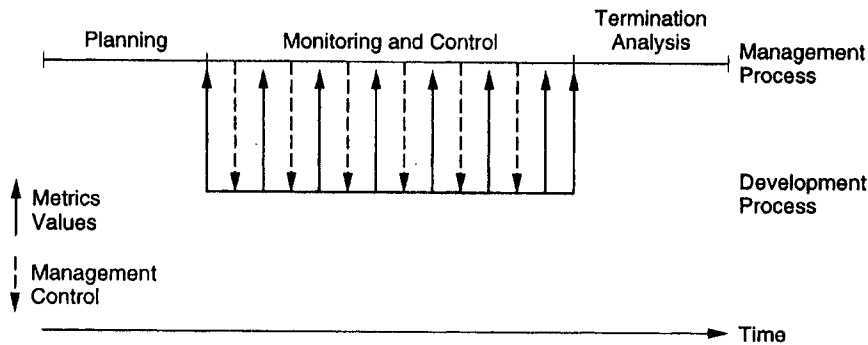 Planning
Monitoring and Control
Termination
Analysis
Management
Process
Development
Process
Metrics
Values
Management
Control
Time